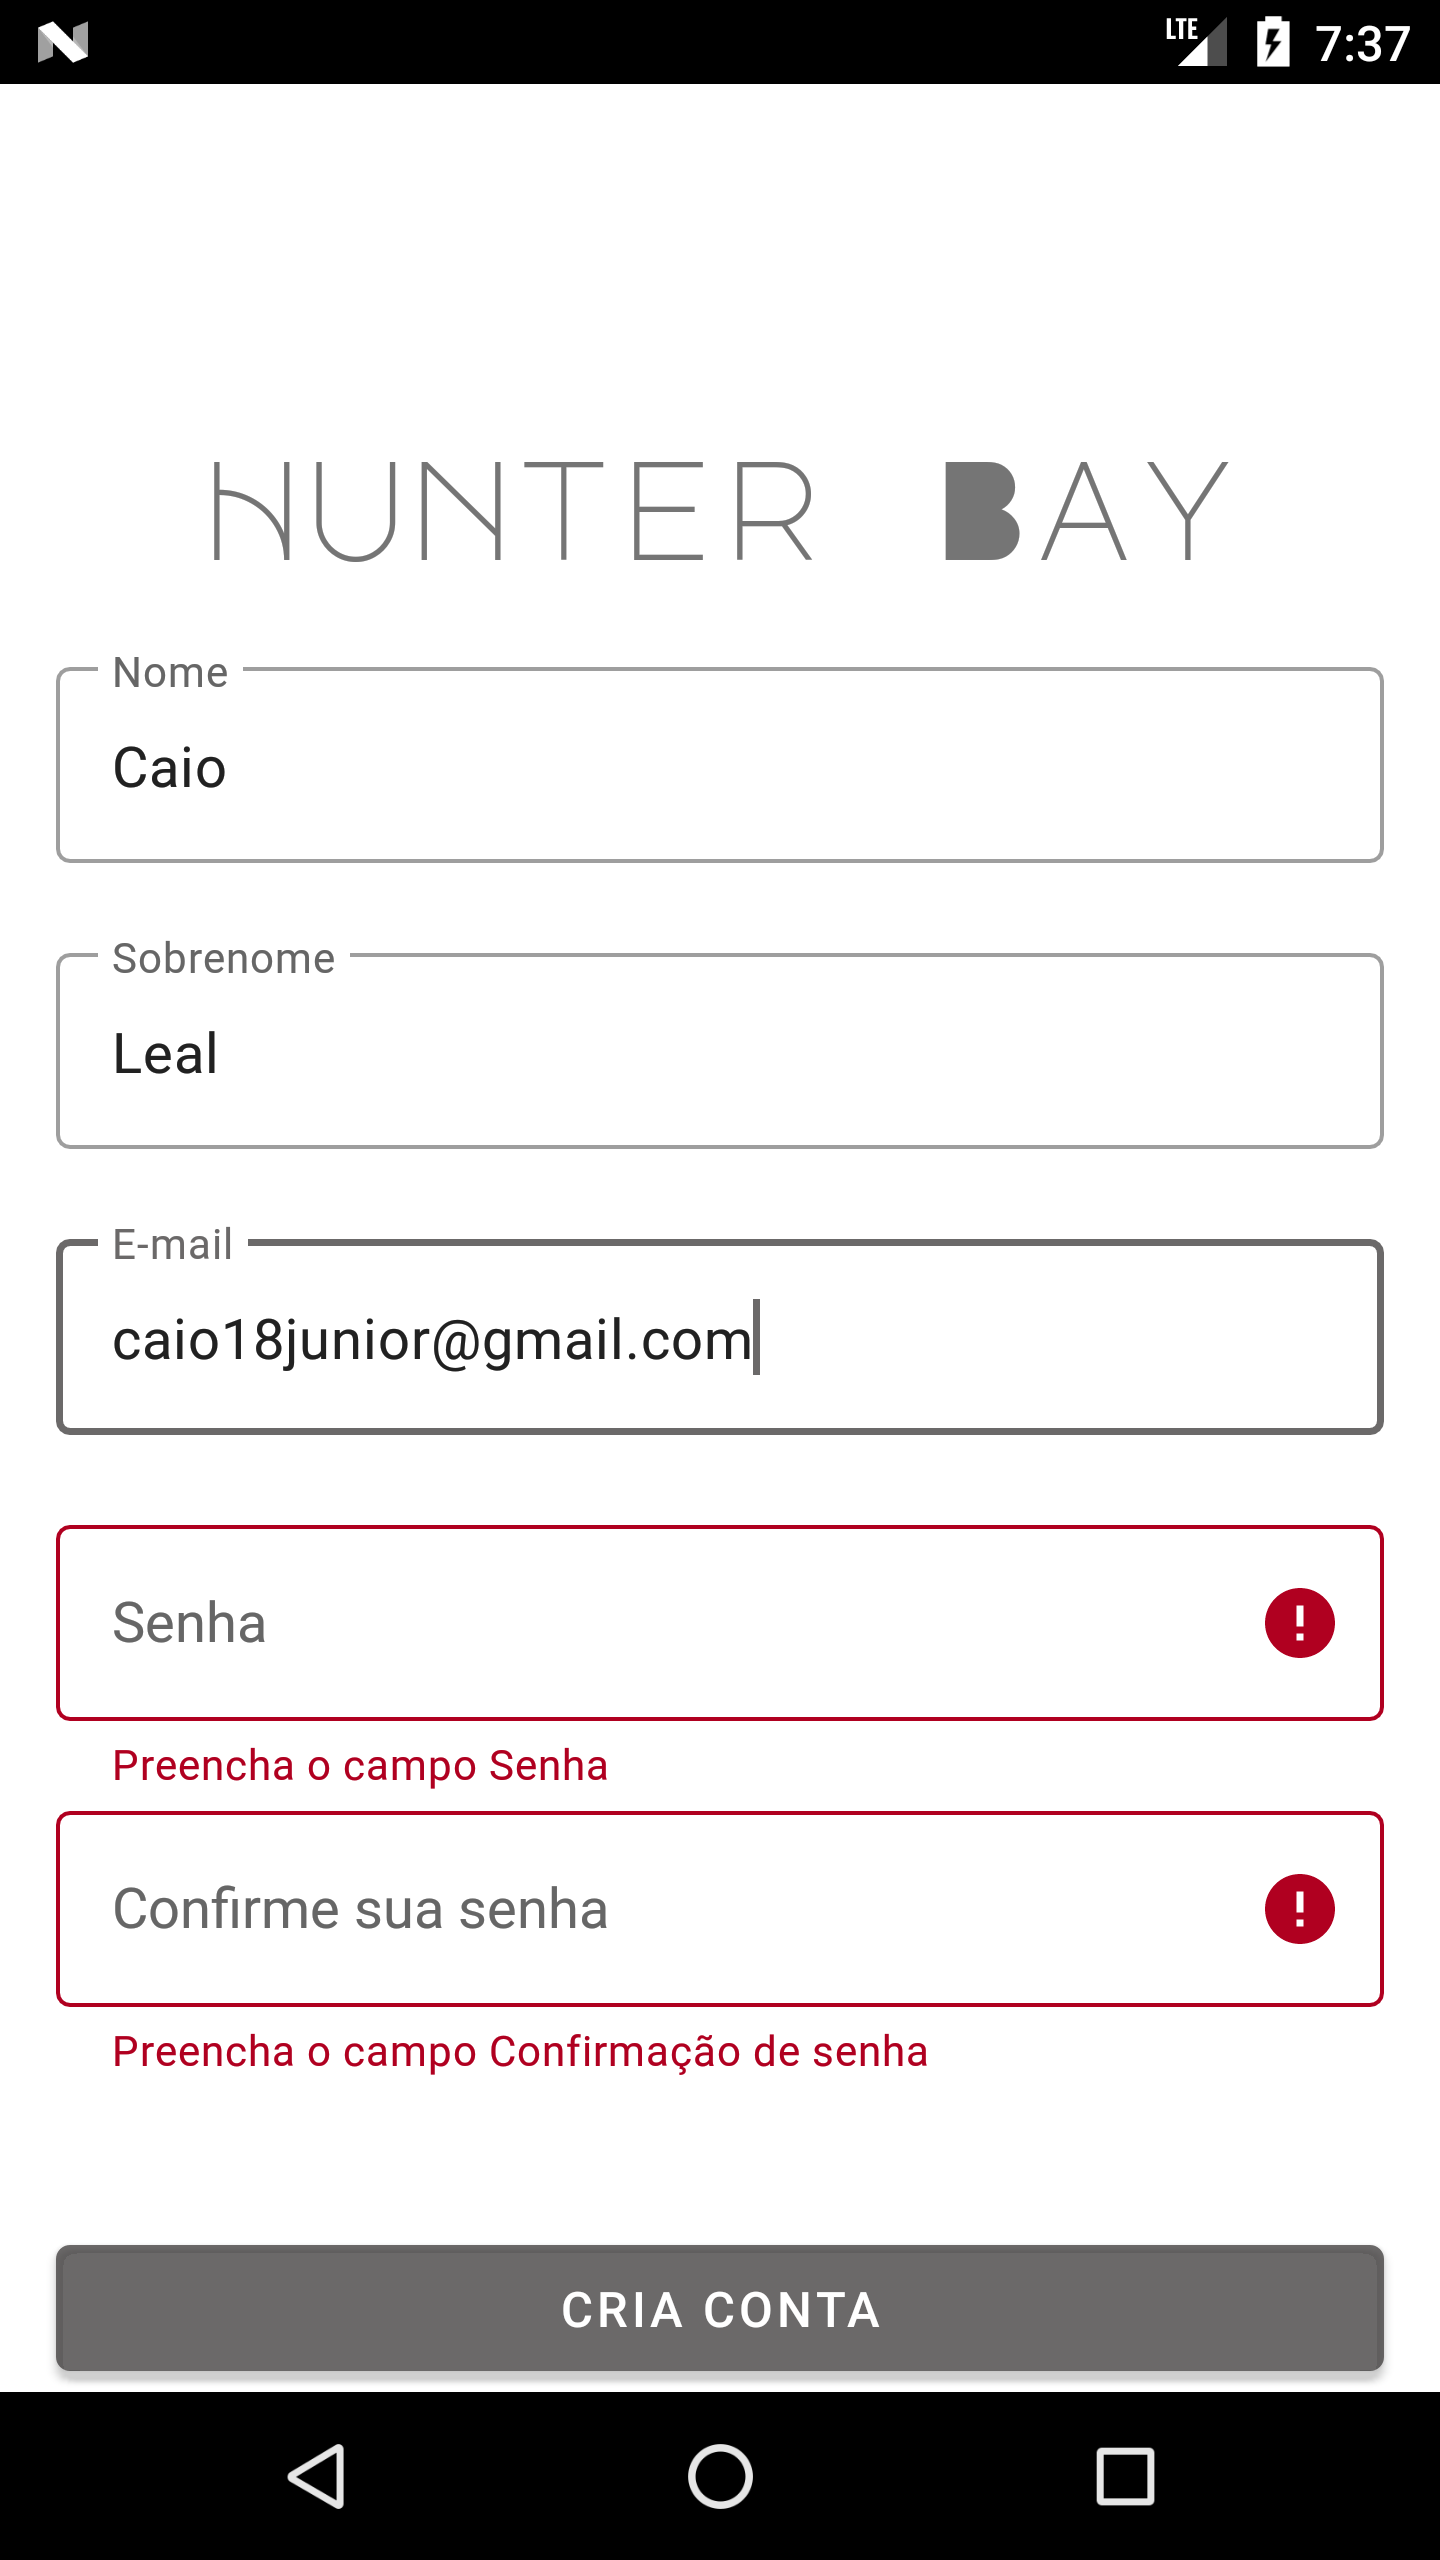 LTE 7:37
HUNTER BAY
Nome
Caio
Sobrenome
Leal
E-mail
caio18junior@gmail.com
Senha
Preencha o campo Senha
Confirme sua senha
Preencha o campo Confirmação de senha
CRIA CONTA